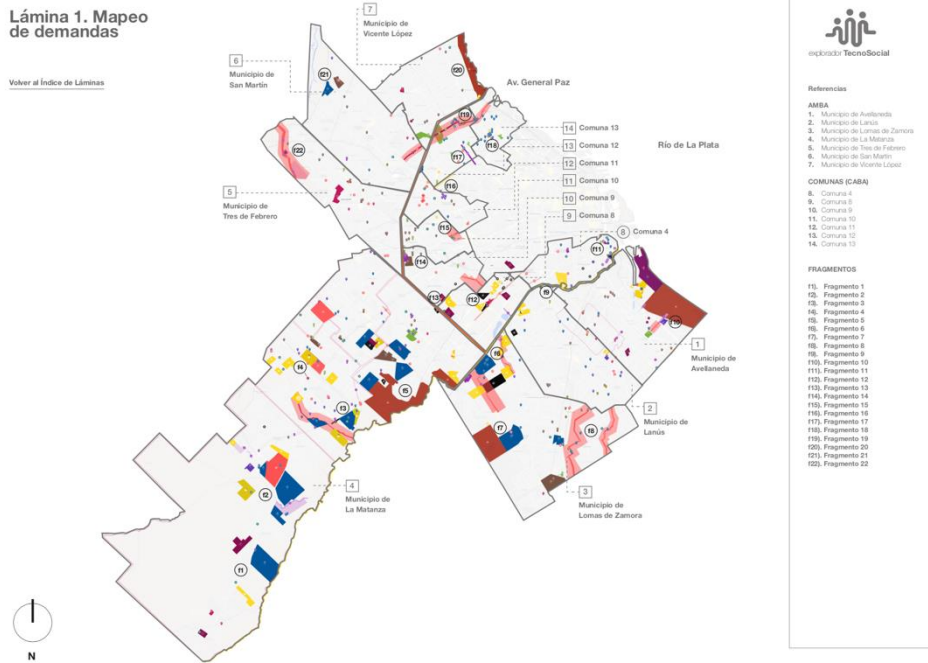 Lámina 1. Mapeo
de demandas
Volver al Índice de Láminas
7
Municipio de
Vicente López
6
Municipio de
San Martín
Av. General Paz
Río de La Plata
14 Comuna 13
13 Comuna 12
12 Comuna 11
11 Comuna 10
10 Comuna 9
9 Comuna 8
8 Comuna 4
5
Municipio de
Tres de Febrero
1
Municipio de
Avellaneda
2
Municipio de
Lanús
3
Municipio de
Lomas de Zamora
4
Municipio de
La Matanza
f21
f20
f19
f18
f22
f17
f16
f15
f14
f11
f13
f12
f9
f10
f6
f4
f5
f3
f7
f8
f2
f1
N
explorador TecnoSocial
Referencias
AMBA
1. Municipio de Avellaneda
2. Municipio de Lanús
3. Municipio de Lomas de Zamora
4. Municipio de La Matanza
5. Municipio de Tres de Febrero
6. Municipio de San Martín
7. Municipio de Vicente López
COMUNAS (CABA)
8. Comuna 4
9. Comuna 8
10. Comuna 9
11. Comuna 10
12. Comuna 11
13. Comuna 12
14. Comuna 13
FRAGMENTOS
f1). Fragmento 1
f2). Fragmento 2
f3). Fragmento 3
f4). Fragmento 4
f5). Fragmento 5
f6). Fragmento 6
f7). Fragmento 7
f8). Fragmento 8
f9). Fragmento 9
f10). Fragmento 10
f11). Fragmento 11
f12). Fragmento 12
f13). Fragmento 13
f14). Fragmento 14
f15). Fragmento 15
f16). Fragmento 16
f17). Fragmento 17
f18). Fragmento 18
f19). Fragmento 19
f20). Fragmento 20
f21). Fragmento 21
f22). Fragmento 22